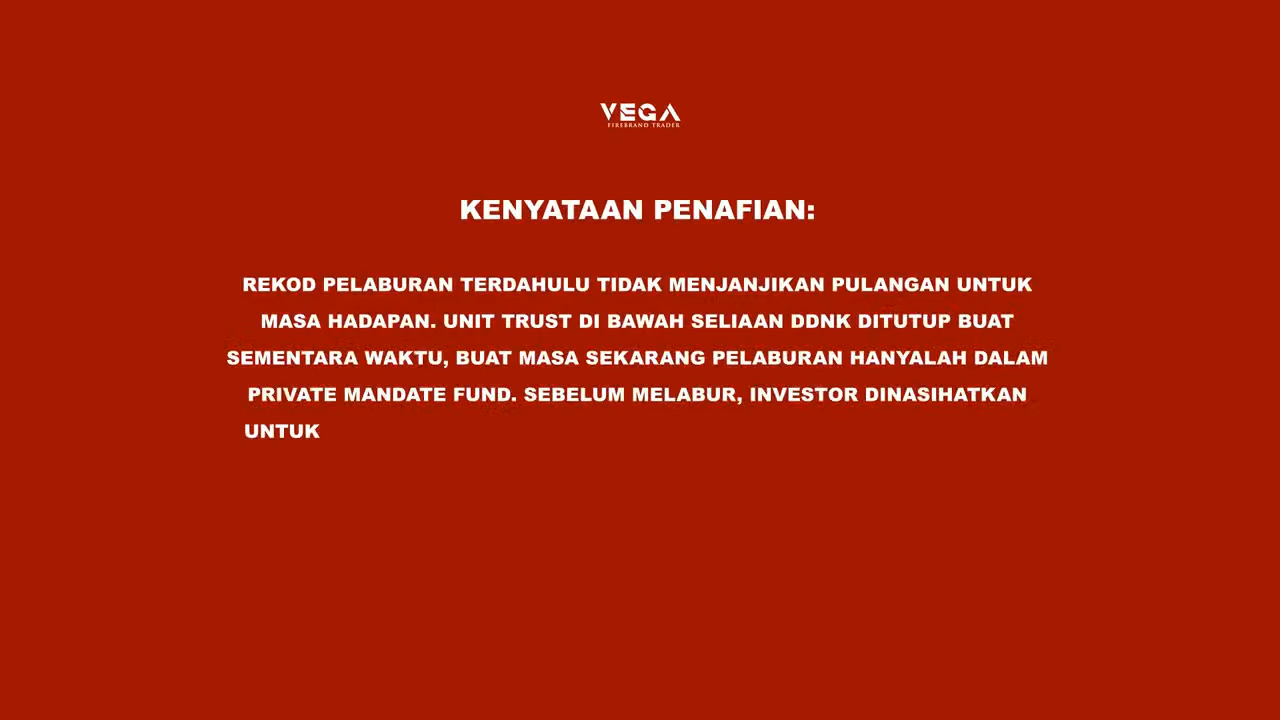 VEGA
FIREBRAND TRADER
KENYATAAN PENAFIAN:
REKOD PELABURAN TERDAHULU TIDAK MENJANJIKAN PULANGAN UNTUK
MASA HADAPAN. UNIT TRUST DI BAWAH SELIAAN DDNK DITUTUP BUAT
SEMENTARA WAKTU, BUAT MASA SEKARANG PELABURAN HANYALAH DALAM
PRIVATE MANDATE FUND. SEBELUM MELABUR, INVESTOR DINASIHATKAN
UNTUK